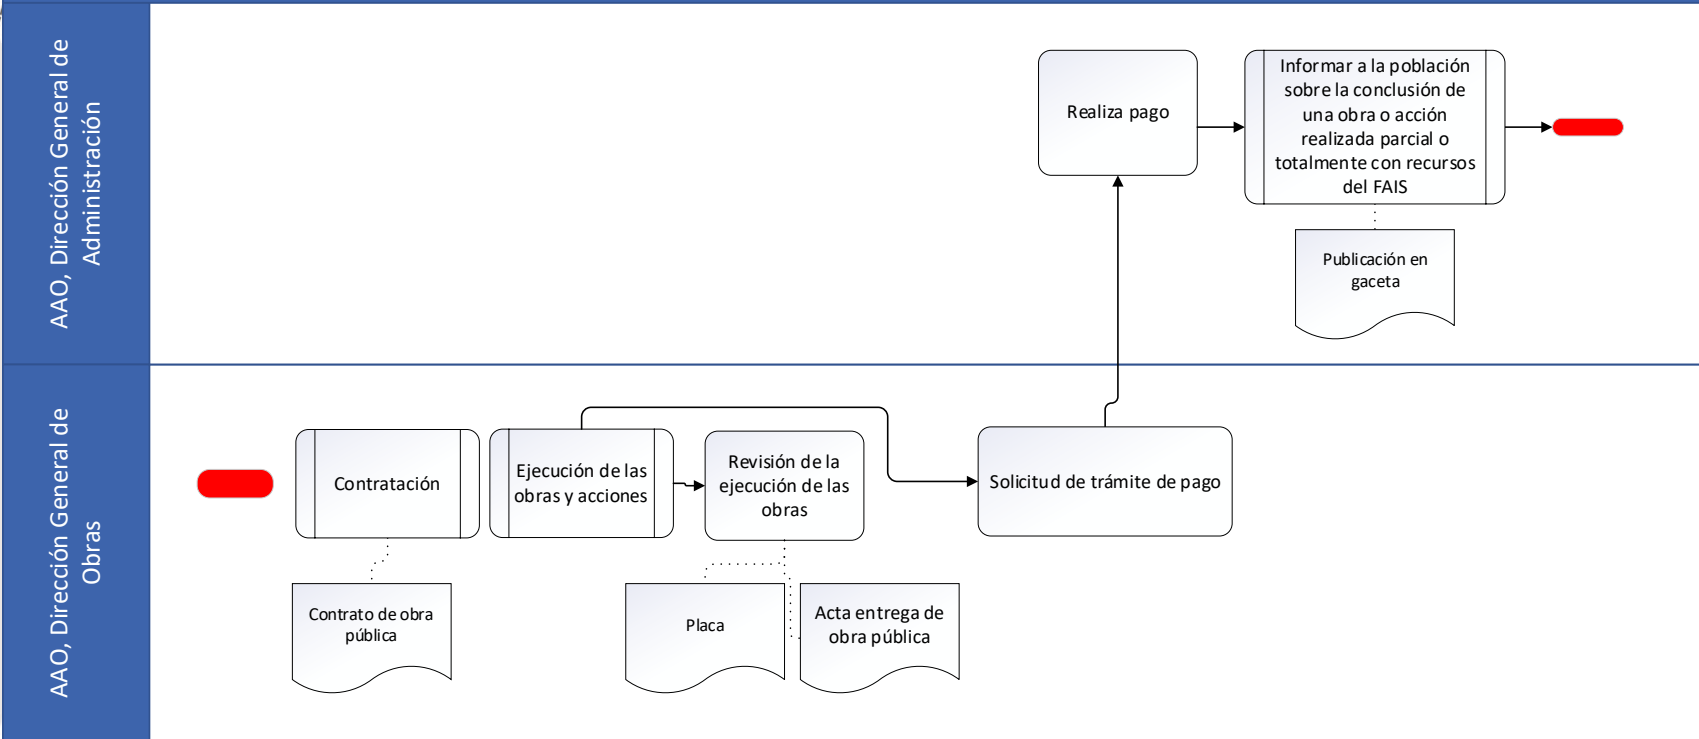 AAO, Dirección General de
Administración
Realiza pago
Informar a la población
sobre la conclusión de
una obra o acción
realizada parcial o
totalmente con recursos
del FAIS
Publicación en
gaceta
AAO, Dirección General de
Obras
Contratación
Ejecución de las
obras y acciones
Revisión de la
ejecución de las
obras
Solicitud de trámite de pago
Contrato de obra
pública
Placa
Acta entrega de
obra pública